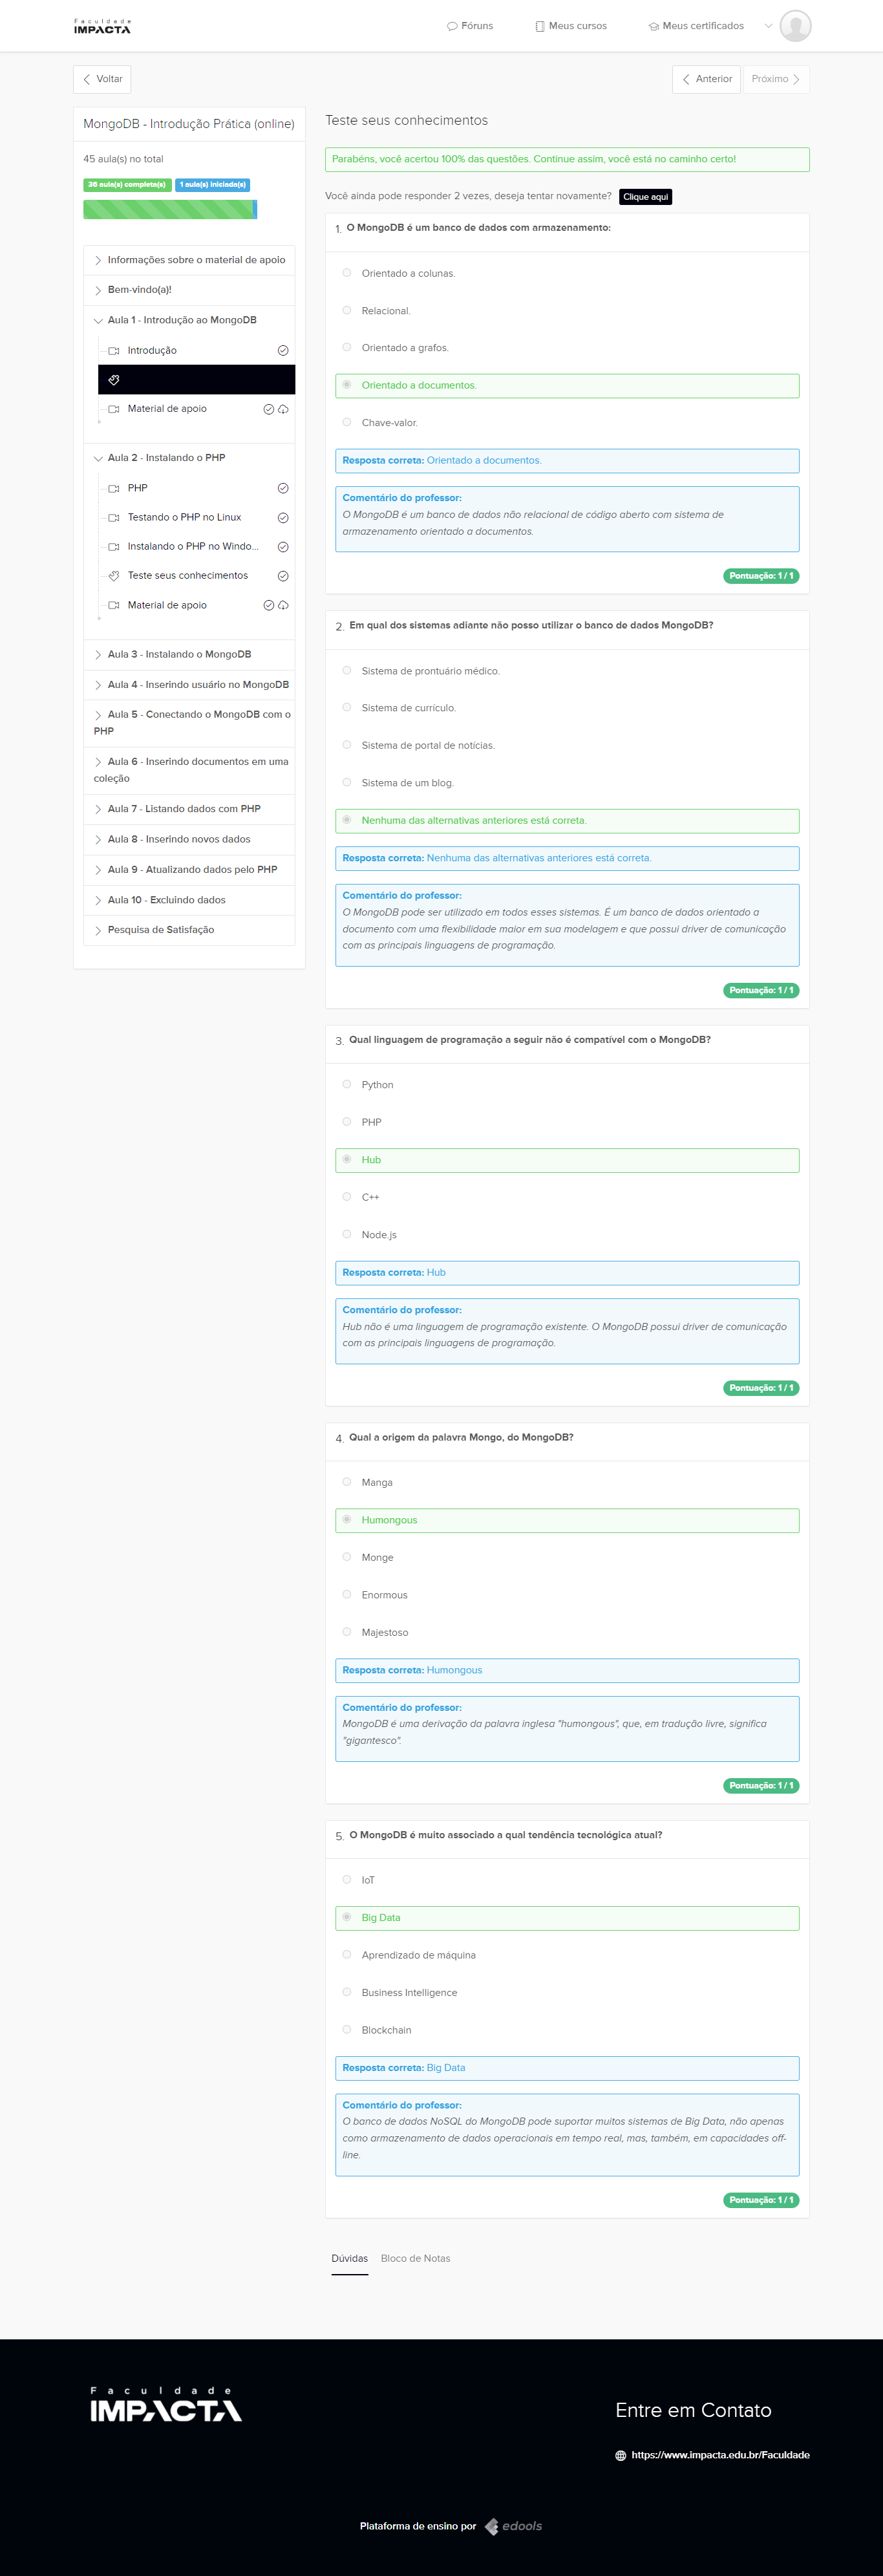 Faculdade
IMPACTA
Fóruns
Meus cursos
Meus certificados
Voltar
Anterior
Próximo
MongoDB - Introdução Prática (online)
45 aula(s) no total
36 aula(s) completa(s)
1 aula(s) iniciada(s)
Informações sobre o material de apoio
Bem-vindo(a)!
Aula 1 - Introdução ao MongoDB
Introdução
Material de apoio
Aula 2 - Instalando o PHP
PHP
Testando o PHP no Linux
Instalando o PHP no Windo...
Teste seus conhecimentos
Material de apoio
Aula 3 - Instalando o MongoDB
Aula 4 - Inserindo usuário no MongoDB
Aula 5 - Conectando o MongoDB com o
PHP
Aula 6 - Inserindo documentos em uma
coleção
Aula 7 - Listando dados com PHP
Aula 8 - Inserindo novos dados
Aula 9 - Atualizando dados pelo PHP
Aula 10 - Excluindo dados
Pesquisa de Satisfação
Teste seus conhecimentos
Parabéns, você acertou 100% das questões. Continue assim, você está no caminho certo!
Você ainda pode responder 2 vezes, deseja tentar novamente? Clique aqui
1. O MongoDB é um banco de dados com armazenamento:
Orientado a colunas.
Relacional.
Orientado a grafos.
Orientado a documentos.
Chave-valor.
Resposta correta: Orientado a documentos.
Comentário do professor:
O MongoDB é um banco de dados não relacional de código aberto com sistema de
armazenamento orientado a documentos.
Pontuação: 1 / 1
2. Em qual dos sistemas adiante não posso utilizar o banco de dados MongoDB?
Sistema de prontuário médico.
Sistema de currículo.
Sistema de portal de notícias.
Sistema de um blog.
Nenhuma das alternativas anteriores está correta.
Resposta correta: Nenhuma das alternativas anteriores está correta.
Comentário do professor:
O MongoDB pode ser utilizado em todos esses sistemas. É um banco de dados orientado a
documento com uma flexibilidade maior em sua modelagem e que possui driver de comunicação
com as principais linguagens de programação.
Pontuação: 1 / 1
3. Qual linguagem de programação a seguir não é compatível com o MongoDB?
Python
PHP
Hub
C++
Node.js
Resposta correta: Hub
Comentário do professor:
Hub não é uma linguagem de programação existente. O MongoDB possui driver de comunicação
com as principais linguagens de programação.
Pontuação: 1 / 1
4. Qual a origem da palavra Mongo, do MongoDB?
Manga
Humongous
Monge
Enormous
Majestoso
Resposta correta: Humongous
Comentário do professor:
MongoDB é uma derivação da palavra inglesa "humongous", que, em tradução livre, significa
"gigantesco".
Pontuação: 1 / 1
5. O MongoDB é muito associado a qual tendência tecnológica atual?
IoT
Big Data
Aprendizado de máquina
Business Intelligence
Blockchain
Resposta correta: Big Data
Comentário do professor:
O banco de dados NoSQL do MongoDB pode suportar muitos sistemas de Big Data, não apenas
como armazenamento de dados operacionais em tempo real, mas, também, em capacidades off-
line.
Pontuação: 1 / 1
Dúvidas
Bloco de Notas
Faculdade
IMPACTA
Entre em Contato
https://www.impacta.edu.br/Faculdade
Plataforma de ensino por edools